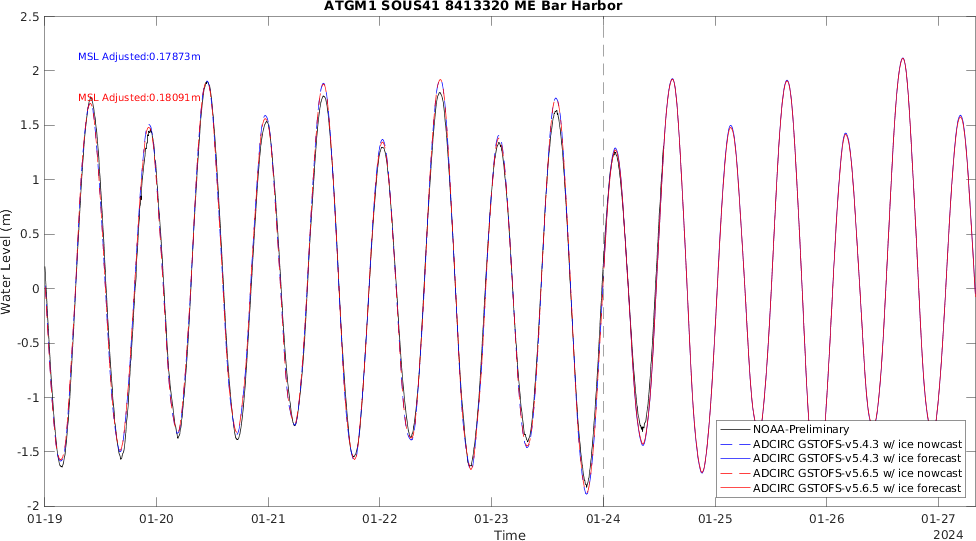 ATGM1 SOUS41 8413320 ME Bar Harbor
2.5
MSL Adjusted:0.17873m
2
MSL Adjusted:0.18091m
1.5
1
0.5
0
-0.5
-1
-1.5
-2
Water Level (m)
NOAA-Preliminary
ADCIRC GSTOFS-v5.4.3 w/ ice nowcast
ADCIRC GSTOFS-v5.4.3 w/ ice forecast
ADCIRC GSTOFS-v5.6.5 w/ ice nowcast
ADCIRC GSTOFS-v5.6.5 w/ ice forecast
01-19 01-20 01-21 01-22 01-23 01-24 01-25 01-26 01-27
Time
2024